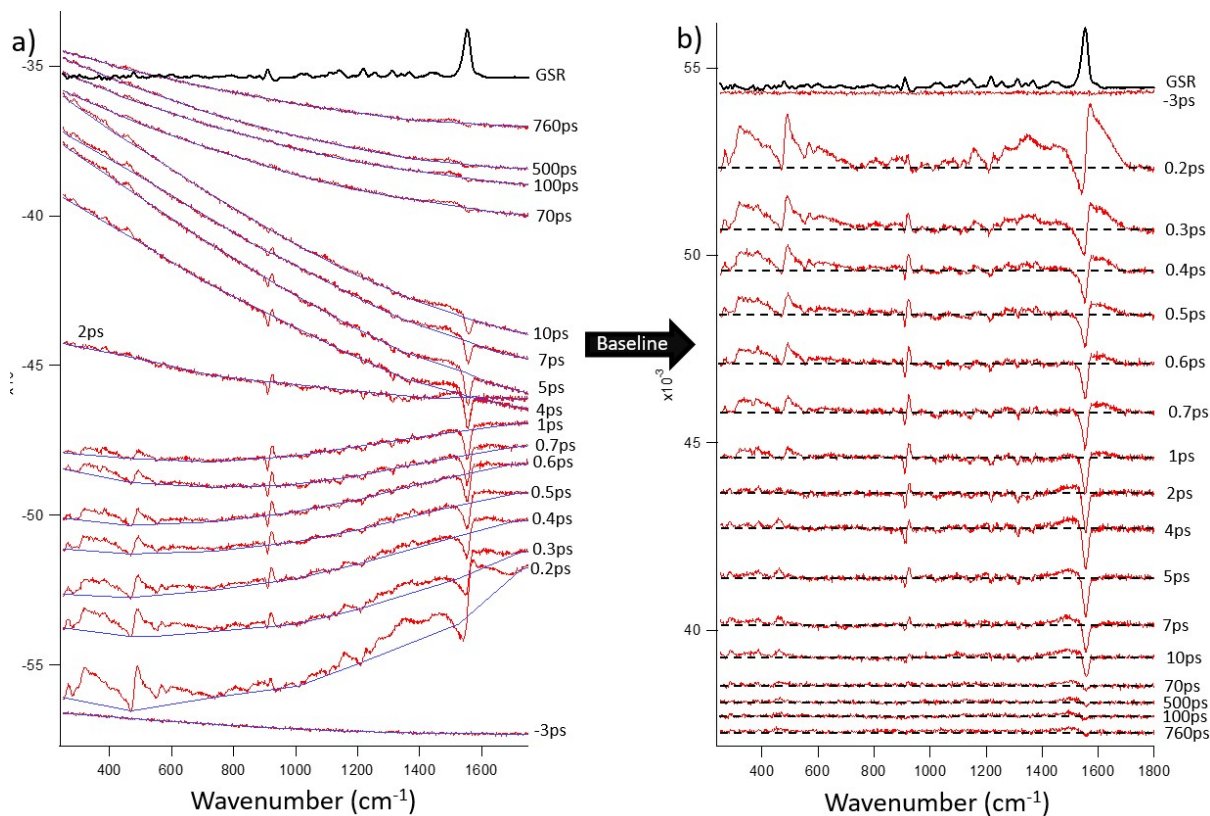 a)
-35
-40
-45
-50
-55
GSR
760ps
500ps
100ps
70ps
10ps
7ps
5ps
4ps
2ps
1ps
0.7ps
0.6ps
0.5ps
0.4ps
0.3ps
0.2ps
-3ps
400 600 800 1000 1200 1400 1600
Wavenumber (cm⁻¹)
Baseline
b)
55
50
45
40
x10⁻³
GSR
-3ps
0.2ps
0.3ps
0.4ps
0.5ps
0.6ps
0.7ps
1ps
2ps
4ps
5ps
7ps
10ps
70ps
500ps
100ps
760ps
400 600 800 1000 1200 1400 1600 1800
Wavenumber (cm⁻¹)